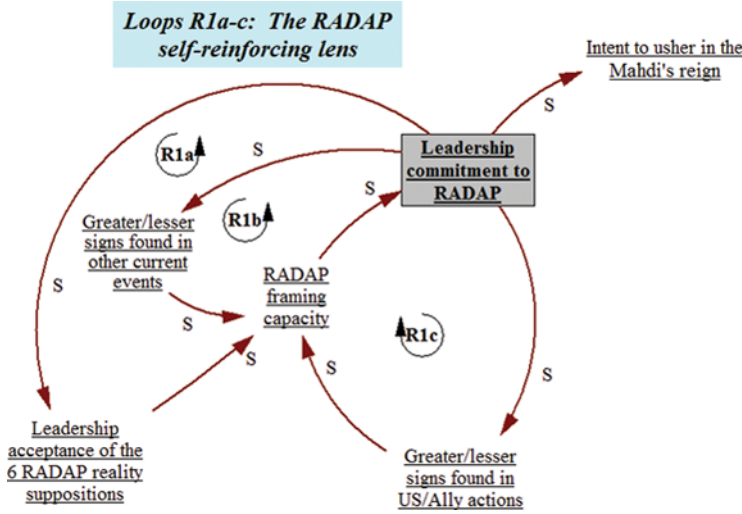 Loops R1a-c: The RADAP
self-reinforcing lens
Intent to usher in the
Mahdi's reign
S
R1a
S
Leadership
commitment to
RADAP
S
Greater/lesser
signs found in
other current
events
R1b
RADAP
framing
capacity
S
S
R1c
S
S
S
Leadership
acceptance of the
6 RADAP reality
suppositions
Greater/lesser
signs found in
US/Ally actions
S